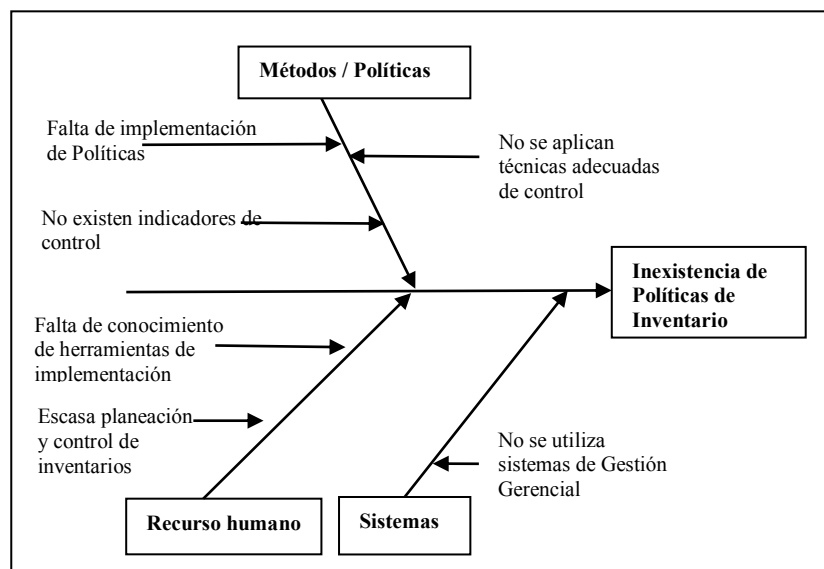 Métodos / Políticas
Falta de implementación
de Políticas
No se aplican
técnicas adecuadas
de control
No existen indicadores de
control
Inexistencia de
Políticas de
Inventario
Falta de conocimiento
de herramientas de
implementación
Escasa planeación
y control de
inventarios
No se utiliza
sistemas de Gestión
Gerencial
Recurso humano
Sistemas